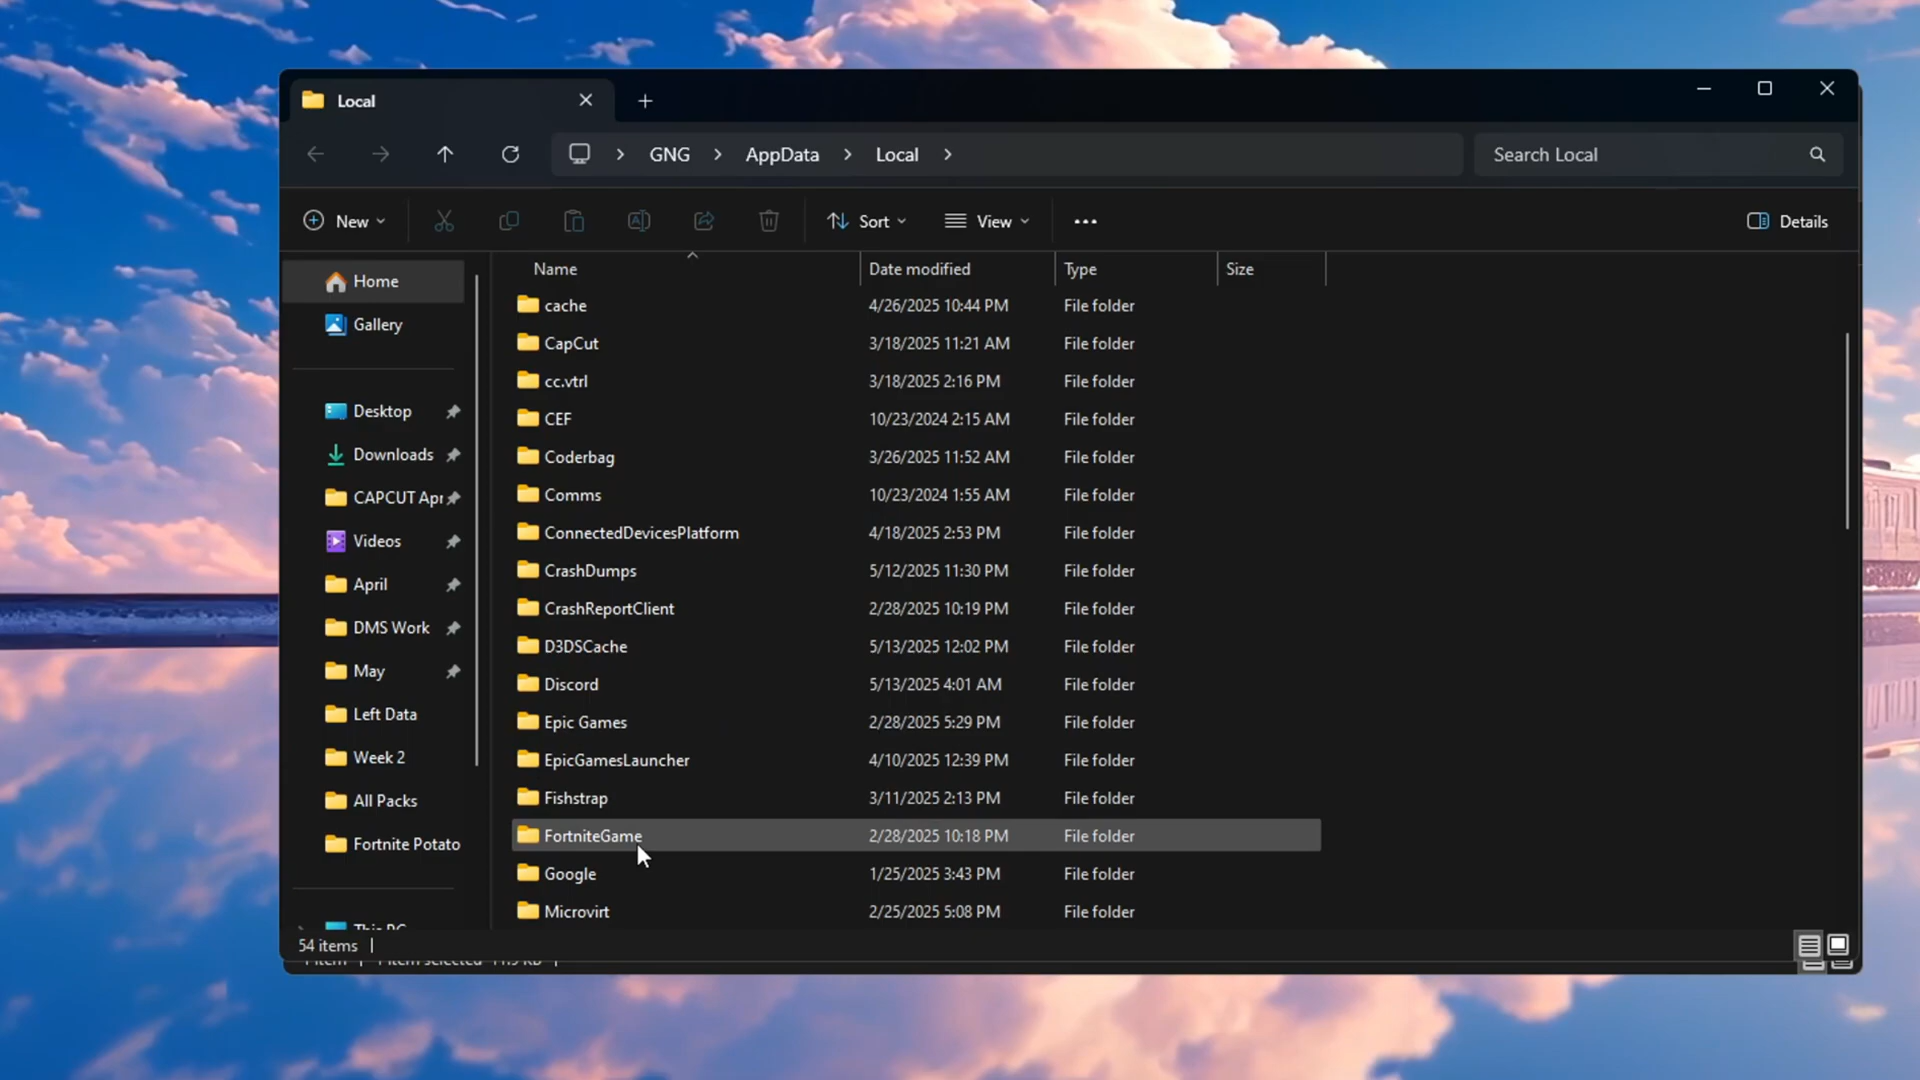 Local
GNG > AppData > Local >
Search Local
New
Sort
View
Details
Home
Gallery
Desktop
Downloads
CAPCUT Apr
Videos
April
DMS Work
May
Left Data
Week 2
All Packs
Fortnite Potato
This PC
Name Date modified Type Size
cache 4/26/2025 10:44 PM File folder
CapCut 3/18/2025 11:21 AM File folder
cc.vtrl 3/18/2025 2:16 PM File folder
CEF 10/23/2024 2:15 AM File folder
Coderbag 3/26/2025 11:52 AM File folder
Comms 10/23/2024 1:55 AM File folder
ConnectedDevicesPlatform 4/18/2025 2:53 PM File folder
CrashDumps 5/12/2025 11:30 PM File folder
CrashReportClient 2/28/2025 10:19 PM File folder
D3DSCache 5/13/2025 12:02 PM File folder
Discord 5/13/2025 4:01 AM File folder
Epic Games 2/28/2025 5:29 PM File folder
EpicGamesLauncher 4/10/2025 12:39 PM File folder
Fishstrap 3/11/2025 2:13 PM File folder
FortniteGame 2/28/2025 10:18 PM File folder
Google 1/25/2025 3:43 PM File folder
Microvirt 2/25/2025 5:08 PM File folder
54 items